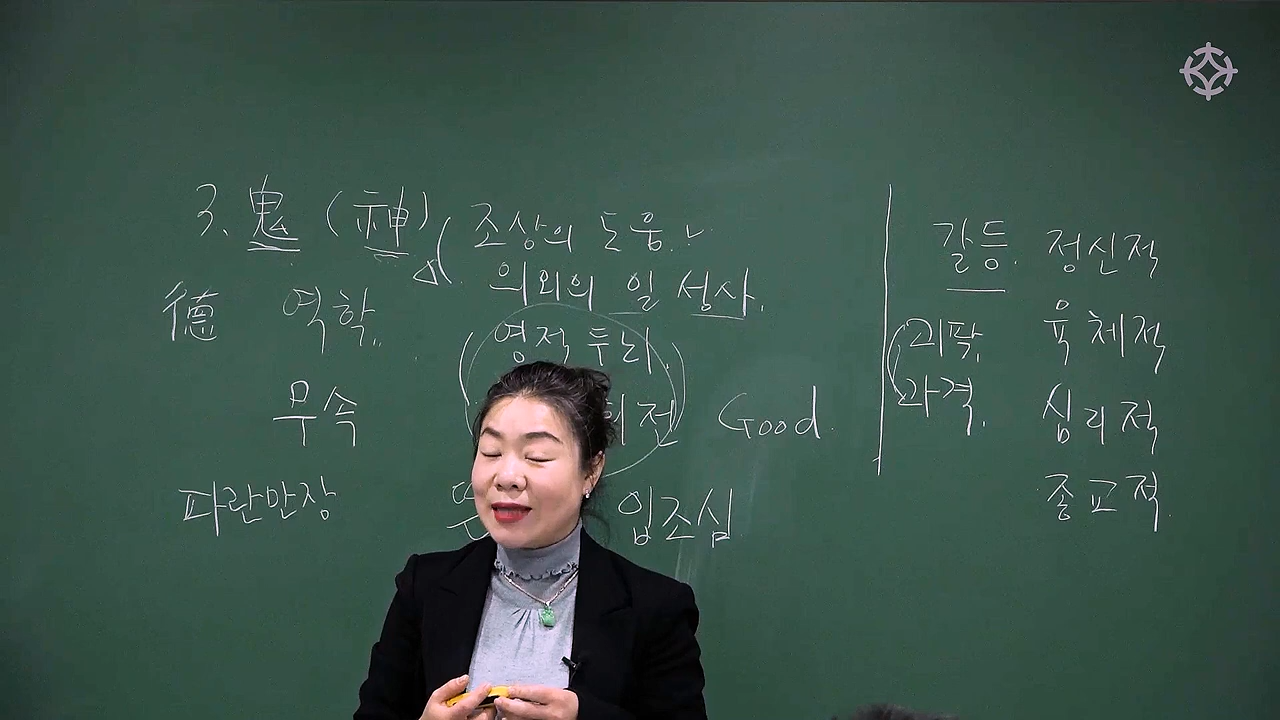 3. 鬼 (神) 조상의 도움.
의외의 일 성사.
德 역학.
영적
무속
회전 Good.
파란만장
입조심
갈등. 정신적
괴팍, 육체적
과격. 심리적
종교적